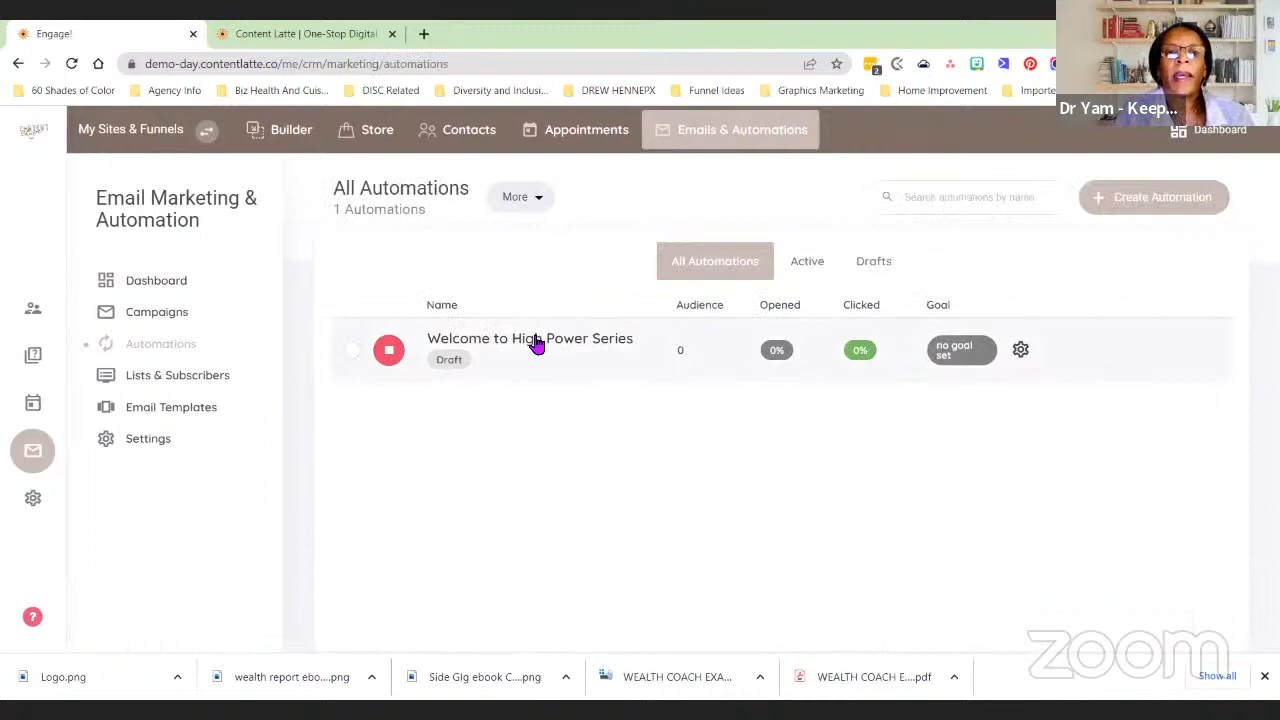 Engage!
Content Latte | One-Stop Digital
demo-day.contentlatte.co/me/crm/marketing/automations
2
60 Shades of Color
Agency Info
Biz Health And Cuis...
DISC Related
Diversity and Inclus...
DREW HENNEPX
Funnel Ideas
Graphics Marketing
Home Improvement
Importe
Dr Yam - Keep...
My Sites & Funnels
Builder
Store
Contacts
Appointments
Emails & Automations
Dashboard
Email Marketing &
Automation
Dashboard
Campaigns
Automations
Lists & Subscribers
Email Templates
Settings
All Automations
1 Automations
More
Search automations by name
Create Automation
All Automations
Active
Drafts
Name
Audience
Opened
Clicked
Goal
Welcome to High Power Series
Draft
0
0%
0%
no goal
set
?
zoom
Logo.png
wealth report ebo....png
Side Gig ebook C....png
WEALTH COACH EXA...
WEALTH COACH E....pdf
Show all